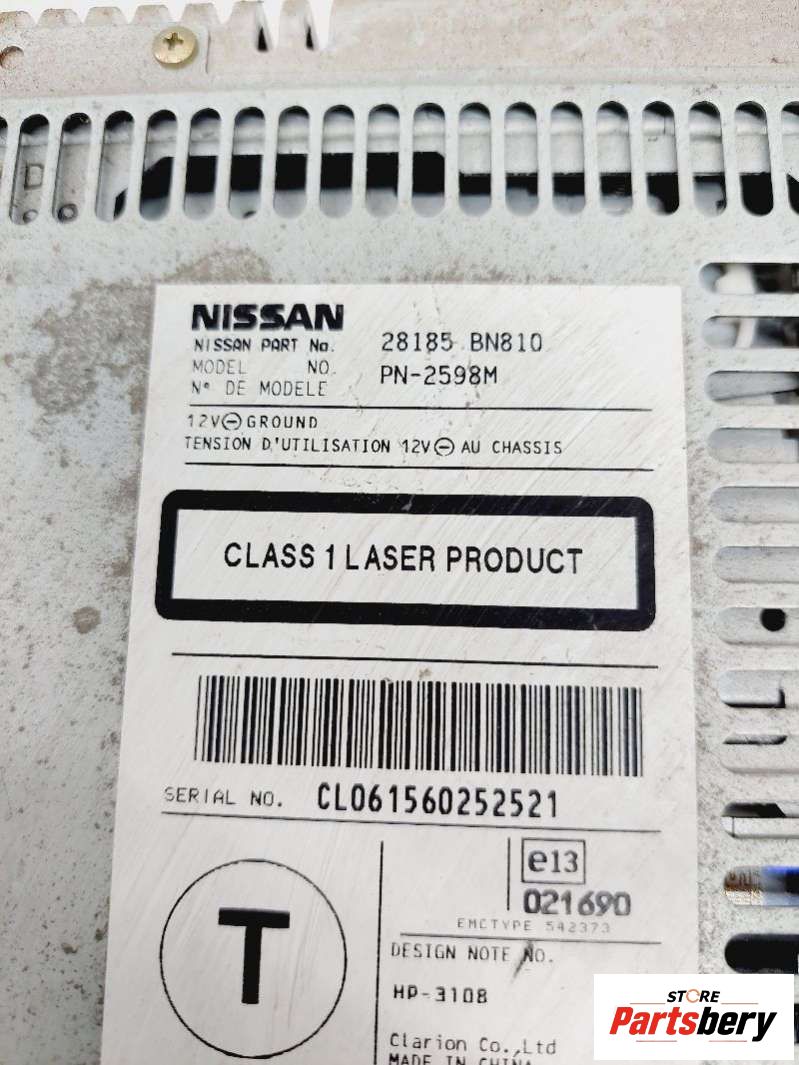 NISSAN
NISSAN PART No. 28185 BN810
MODEL NO. PN-2598M
N° DE MODELE
12V⊖GROUND
TENSION D'UTILISATION 12V⊖ AU CHASSIS
CLASS 1 LASER PRODUCT
SERIAL NO. CL061560252521
T
e13
021690
EMCTYPE 542373
DESIGN NOTE NO.
HP-3108
Clarion Co.,Ltd
MADE IN CHINA
STORE
Partsbery